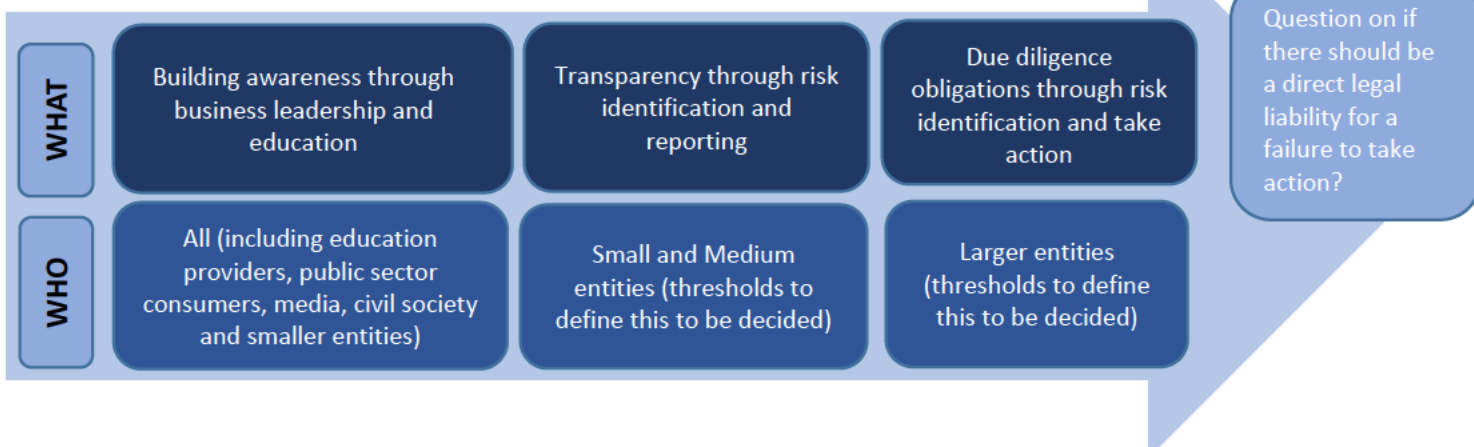 WHAT
Building awareness through
business leadership and
education
Transparency through risk
identification and
reporting
Due diligence
obligations through risk
identification and take
action
Question on if
there should be
a direct legal
liability for a
failure to take
action?
WHO
All (including education
providers, public sector
consumers, media, civil society
and smaller entities)
Small and Medium
entities (thresholds to
define this to be decided)
Larger entities
(thresholds to define
this to be decided)